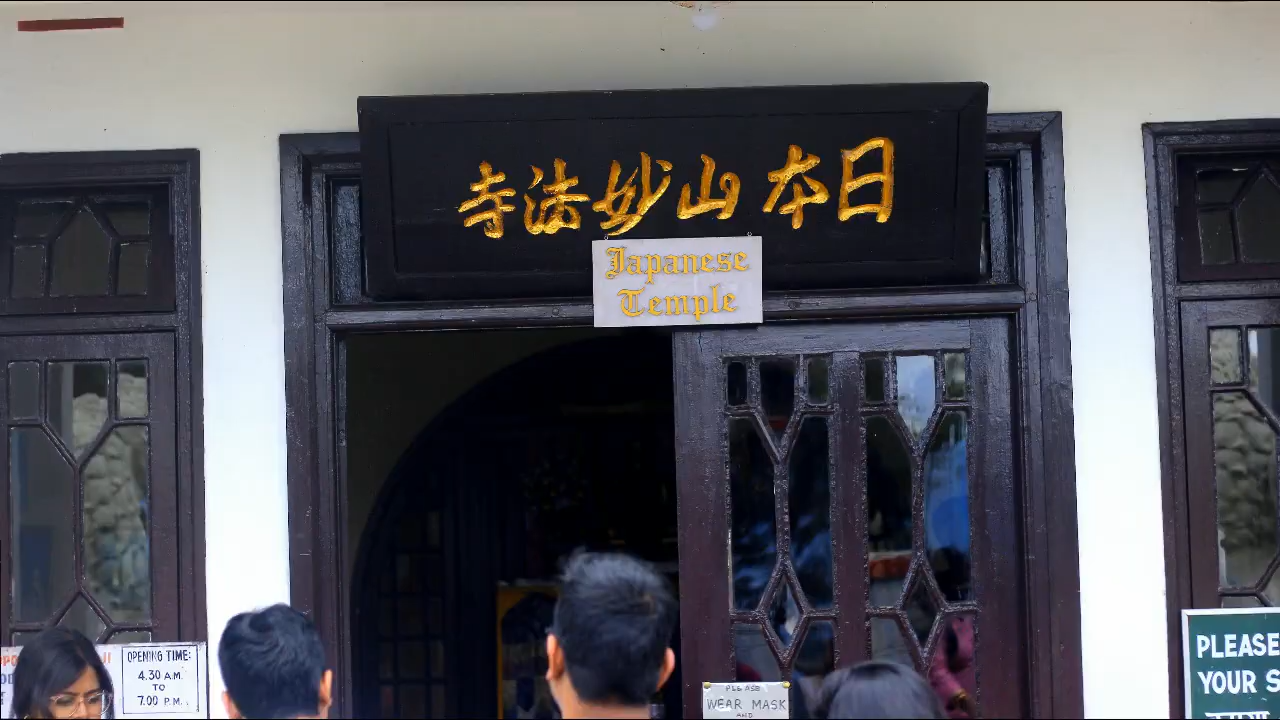 日本山妙法寺
Japanese
Temple
OPENING TIME:
4.30 A.M.
TO
7.00 P.M.
PLEASE
WEAR MASK
AND
PLEASE
YOUR S